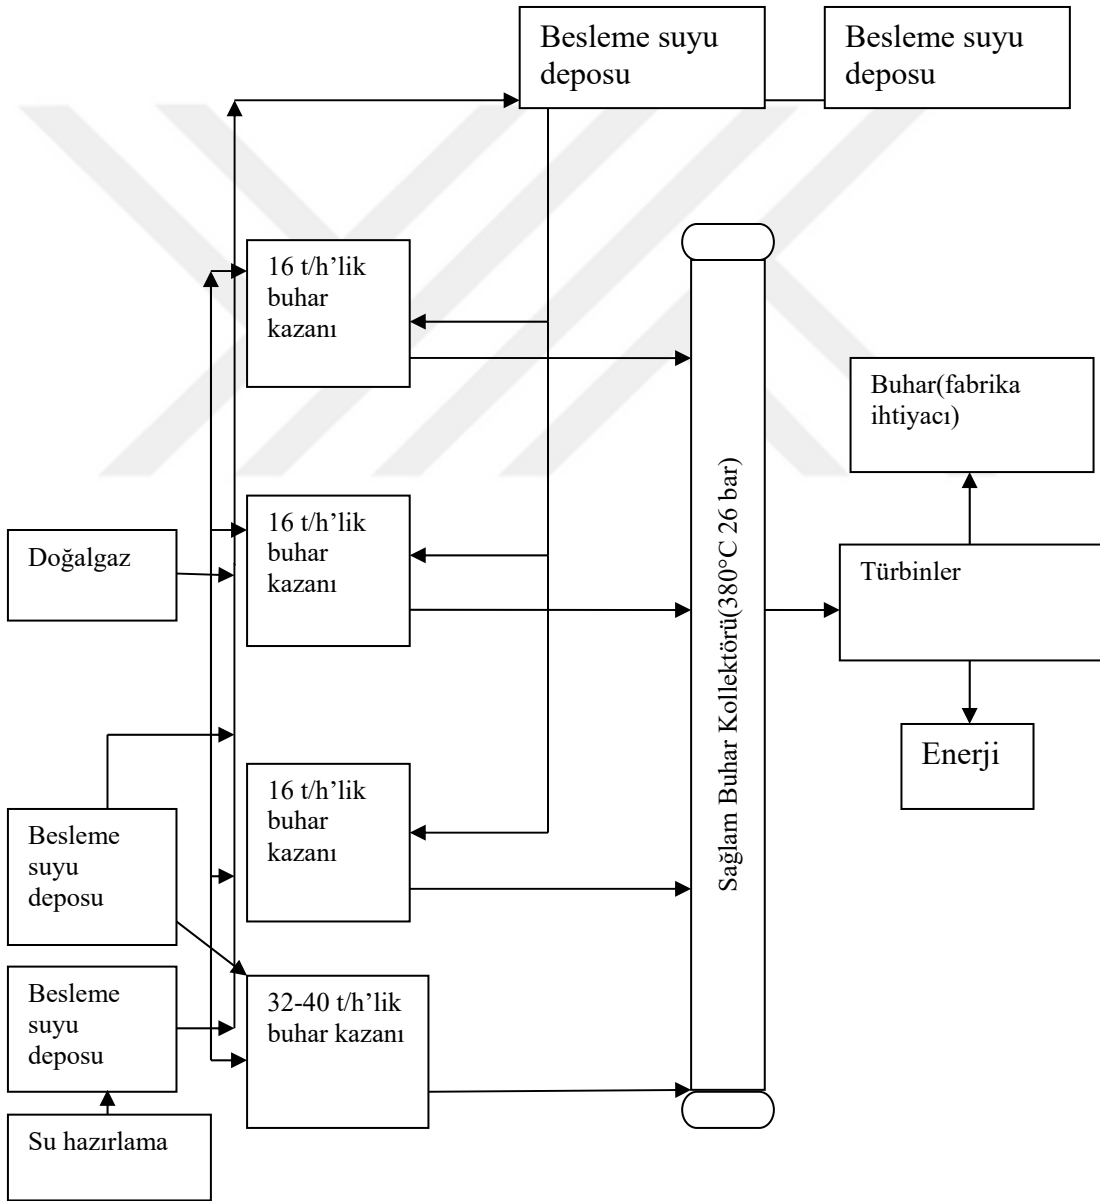 Besleme suyu
deposu
Besleme suyu
deposu
16 t/h’lik
buhar
kazanı
Buhar(fabrika
ihtiyacı)
Sağlam Buhar Kollektörü(380°C 26 bar)
Doğalgaz
16 t/h’lik
buhar
kazanı
Türbinler
Enerji
16 t/h’lik
buhar
kazanı
Besleme
suyu
deposu
Besleme
suyu
deposu
32-40 t/h’lik
buhar kazanı
Su hazırlama